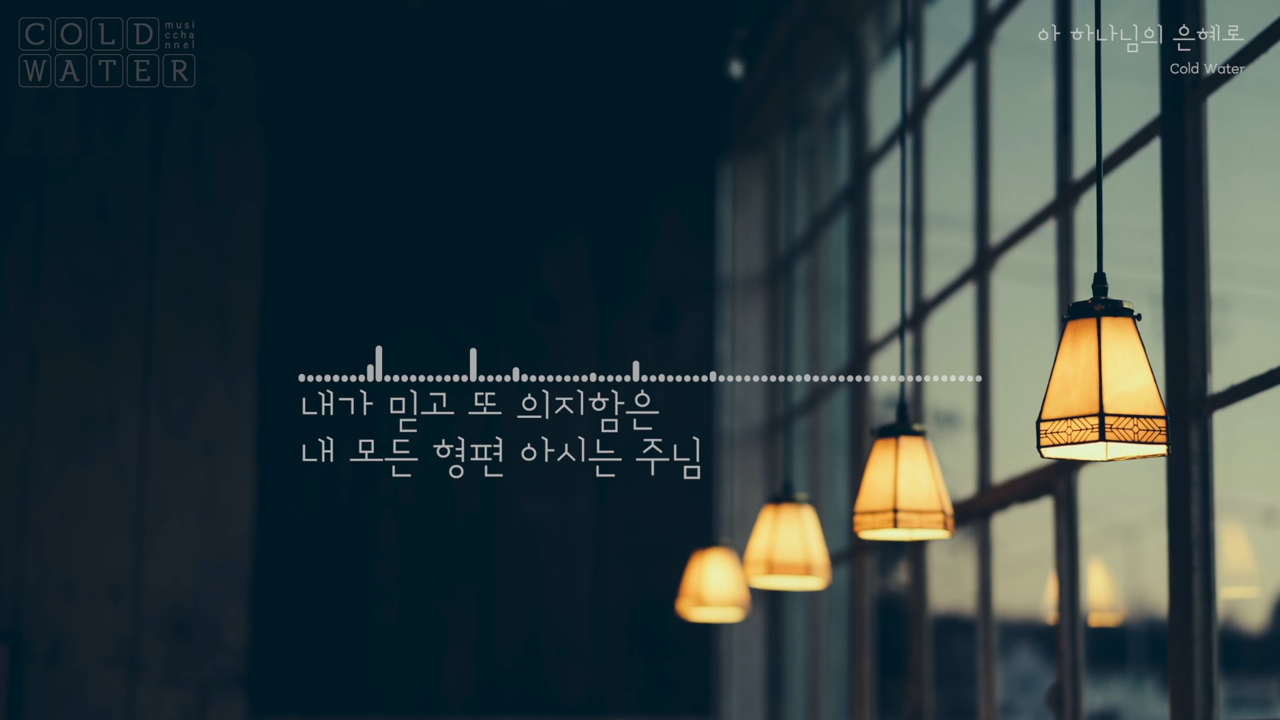 COLD
musi
ccha
nnel
WATER
아 하나님의 은혜로
Cold Water
내가 믿고 또 의지함은
내 모든 형편 아시는 주님